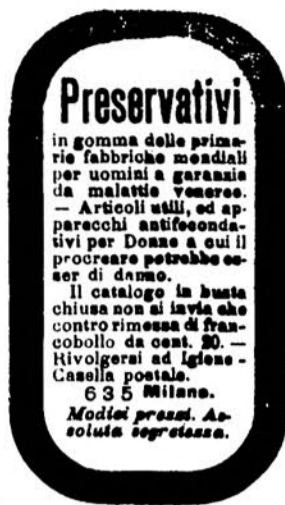 Preservativi
in gomma delle prima-
rie fabbriche mondiali
per uomini a garanzia
da malattie veneree.
— Articoli utili, ed ap-
parecchi antifeconda-
tivi per Donne a cui il
procreare potrebbe es-
ser di danno.
Il catalogo in busta
chiusa non si invia che
contro rimessa di fran-
cobollo da cent. 20. —
Rivolgersi ad Igiene -
Casella postale.
635 Milano.
Modici prezzi. As-
soluta segretezza.